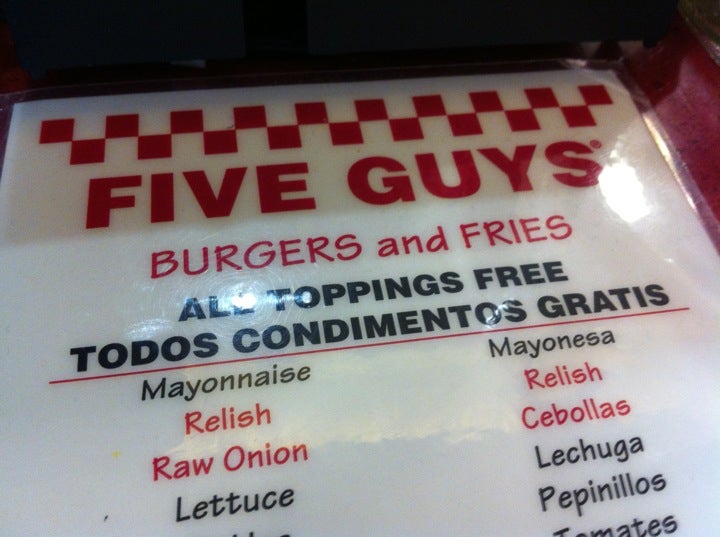 FIVE GUYS®
BURGERS and FRIES
ALL TOPPINGS FREE
TODOS CONDIMENTOS GRATIS
Mayonnaise
Relish
Raw Onion
Lettuce
Mayonesa
Relish
Cebollas
Lechuga
Pepinillos
Tomates